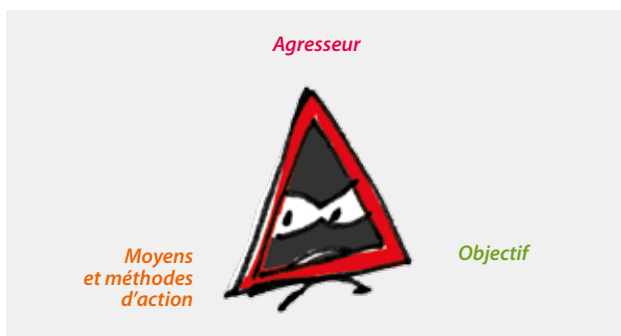 Agresseur
Moyens
et méthodes
d'action
Objectif